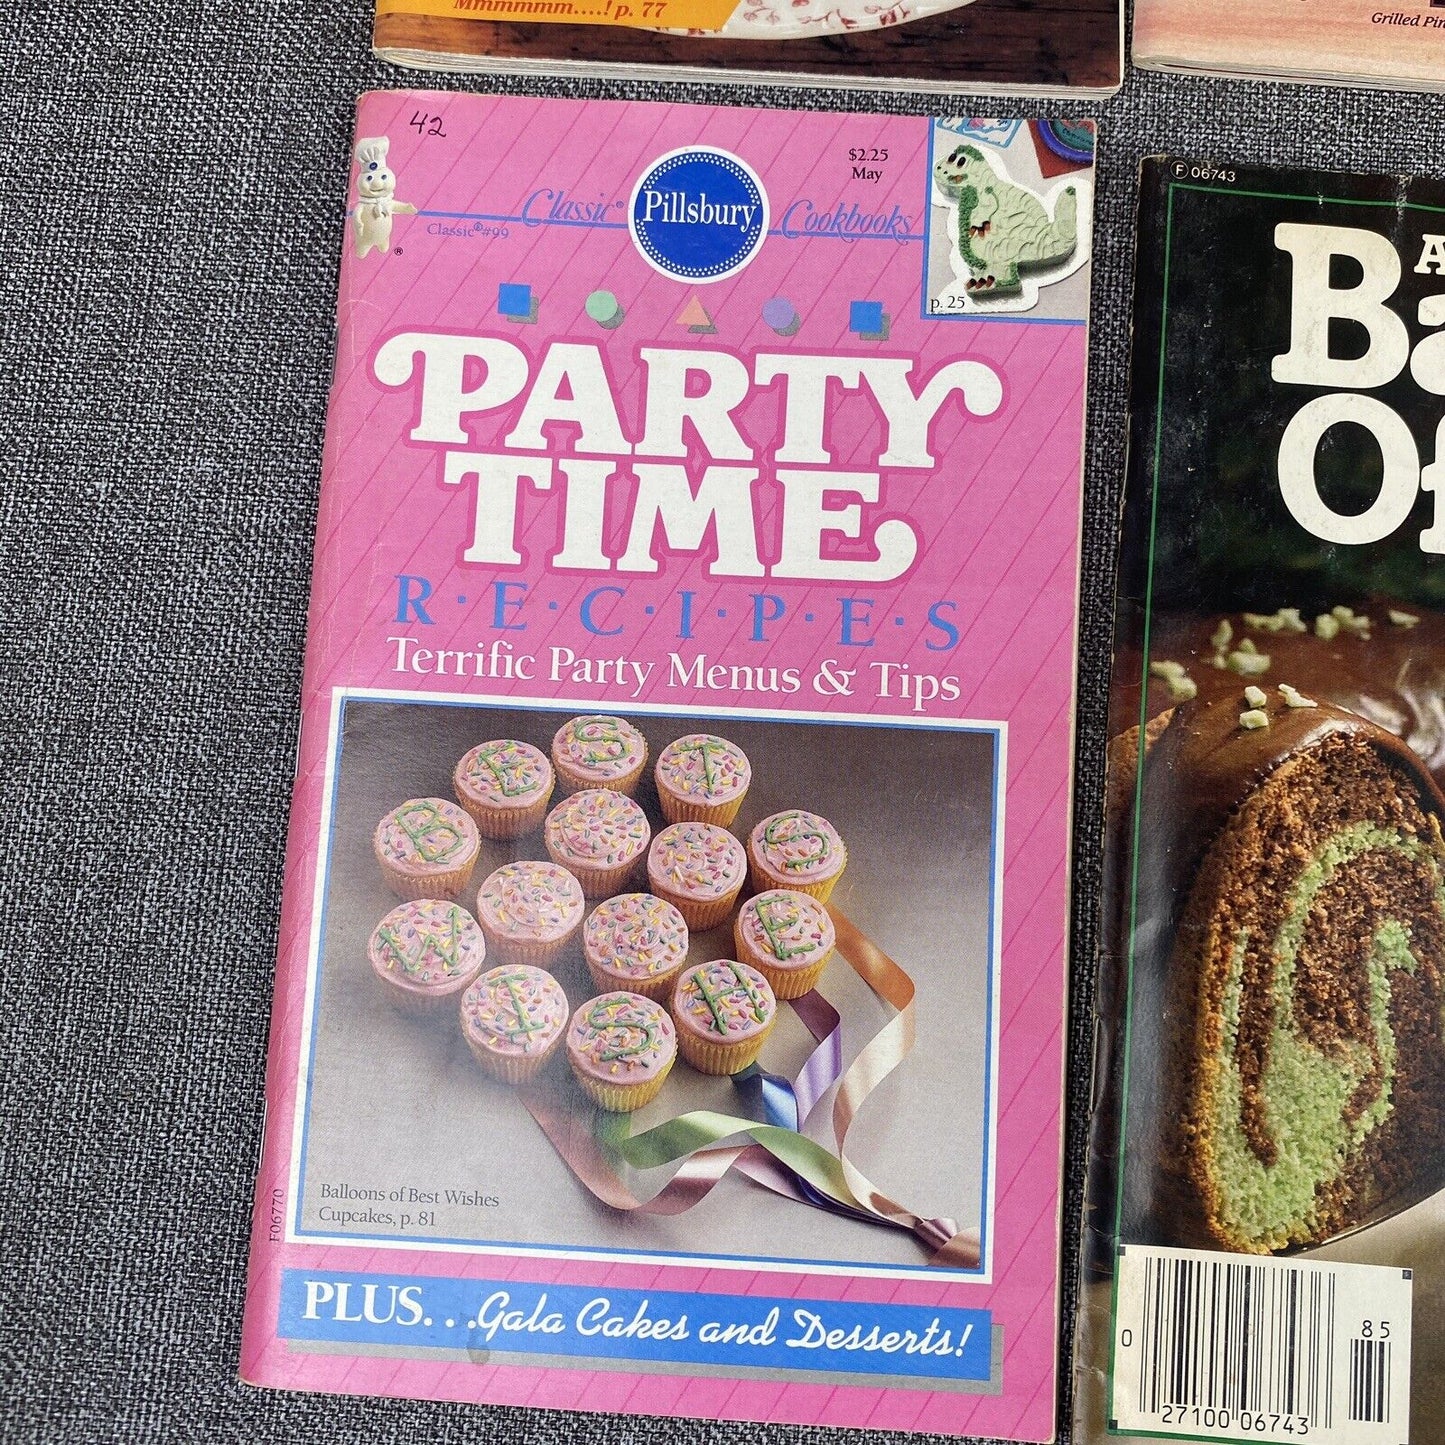 Mmmmmm....! p. 77
Grilled Pin
42
$2.25
May
Classic® Pillsbury Cookbooks
Classic®#99
®
p. 25
PARTY
TIME
R·E·C·I·P·E·S
Terrific Party Menus & Tips
B E S T
W I S H E S
Balloons of Best Wishes
Cupcakes, p. 81
F06770
PLUS...Gala Cakes and Desserts!
F 06743
A
Ba
Of
0
27100 06743
85